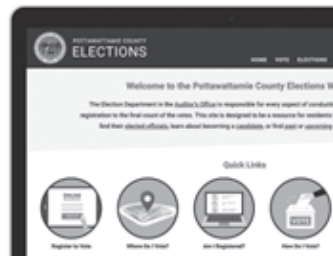 POTTAWATTAMIE COUNTY
ELECTIONS
HOME VOTE ELECTIONS
Welcome to the Pottawattamie County Elections W
The Election Department in the Auditor's Office is responsible for every aspect of conducti
registration to the final count of the votes. This site is designed to be a resource for residents
find their elected officials, learn about becoming a candidate, or find past or upcoming
Quick Links
ONLINE
VOTE
Register to Vote Where Do I Vote? Am I Registered? How Do I Vote?